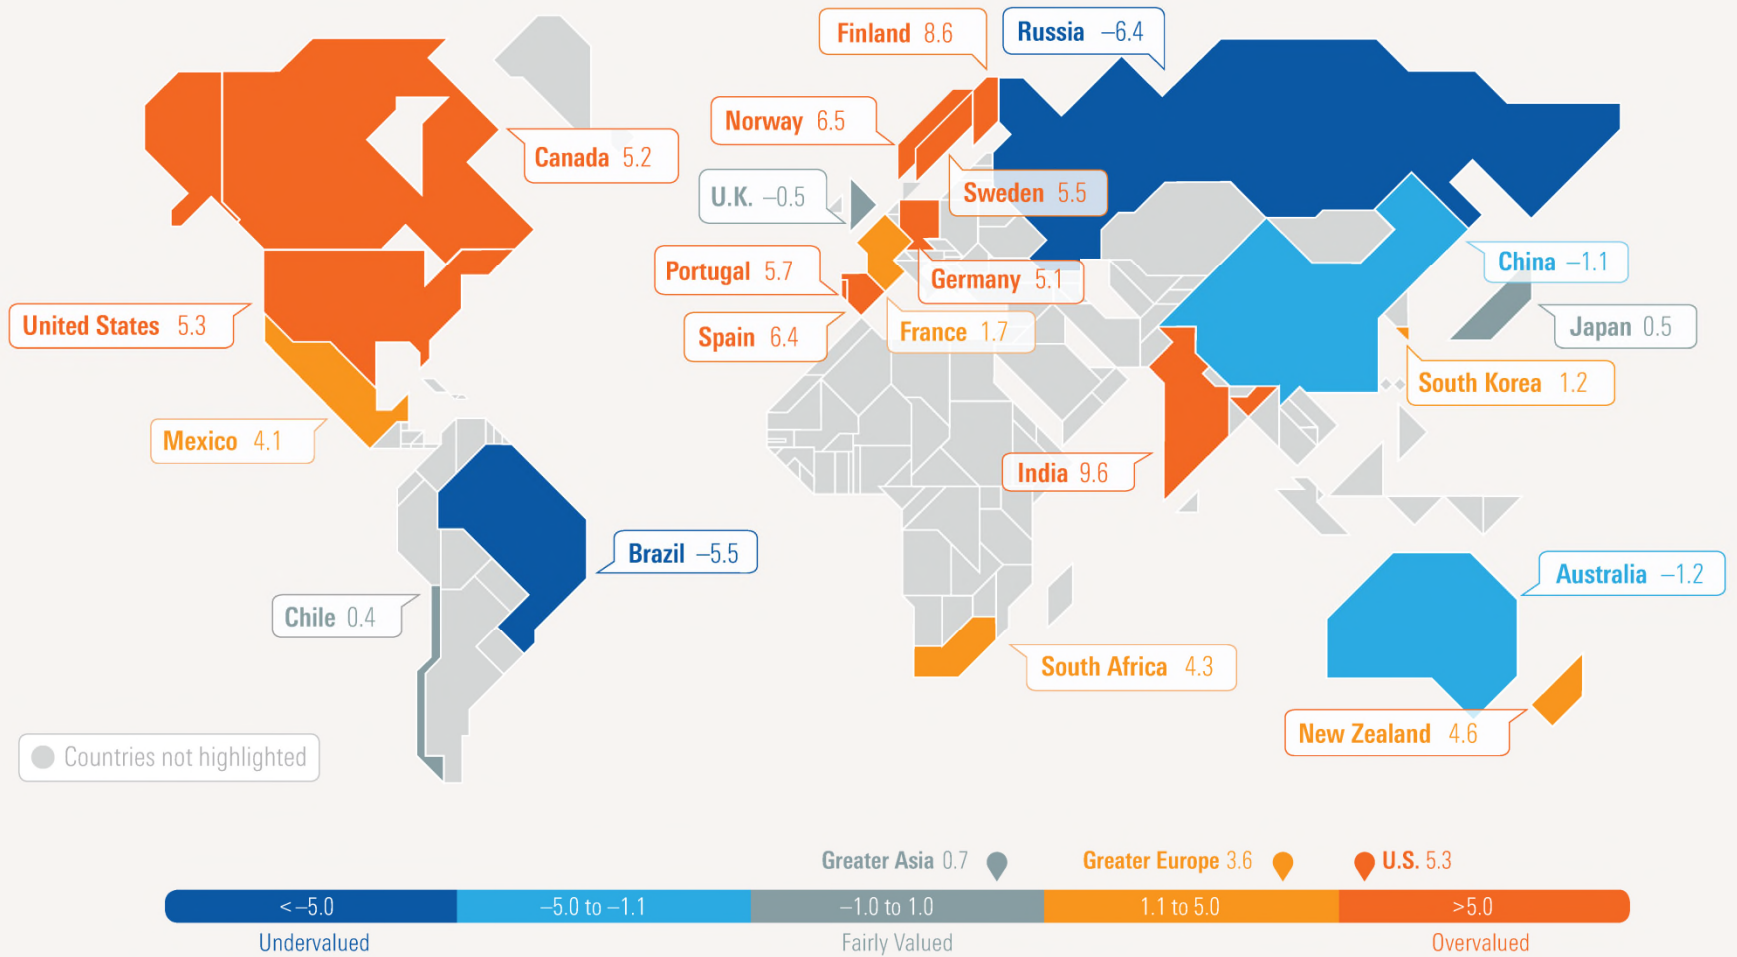 Finland 8.6
Russia –6.4
Norway 6.5
Canada 5.2
U.K. –0.5
Sweden 5.5
Portugal 5.7
Germany 5.1
China –1.1
United States 5.3
Spain 6.4
France 1.7
Japan 0.5
South Korea 1.2
Mexico 4.1
India 9.6
Brazil –5.5
Australia –1.2
Chile 0.4
South Africa 4.3
New Zealand 4.6
Countries not highlighted
Greater Asia 0.7
Greater Europe 3.6
U.S. 5.3
< –5.0
–5.0 to –1.1
–1.0 to 1.0
1.1 to 5.0
>5.0
Undervalued
Fairly Valued
Overvalued